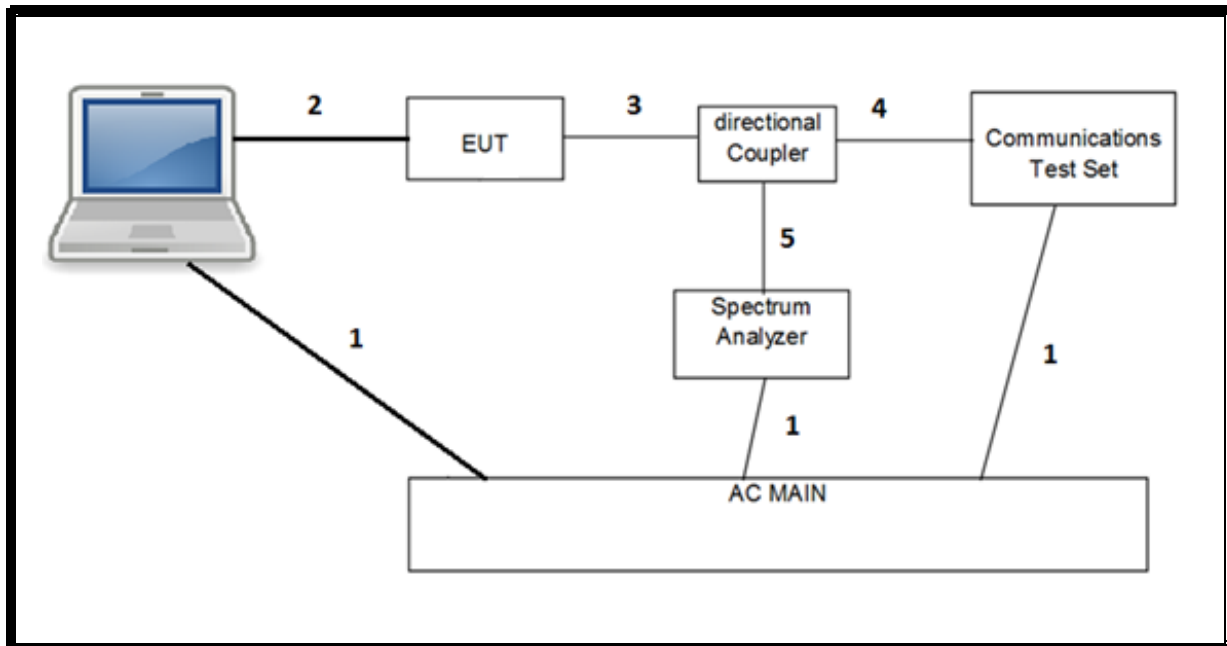 2
EUT
3
directional
Coupler
4
Communications
Test Set
5
Spectrum
Analyzer
1
1
1
AC MAIN